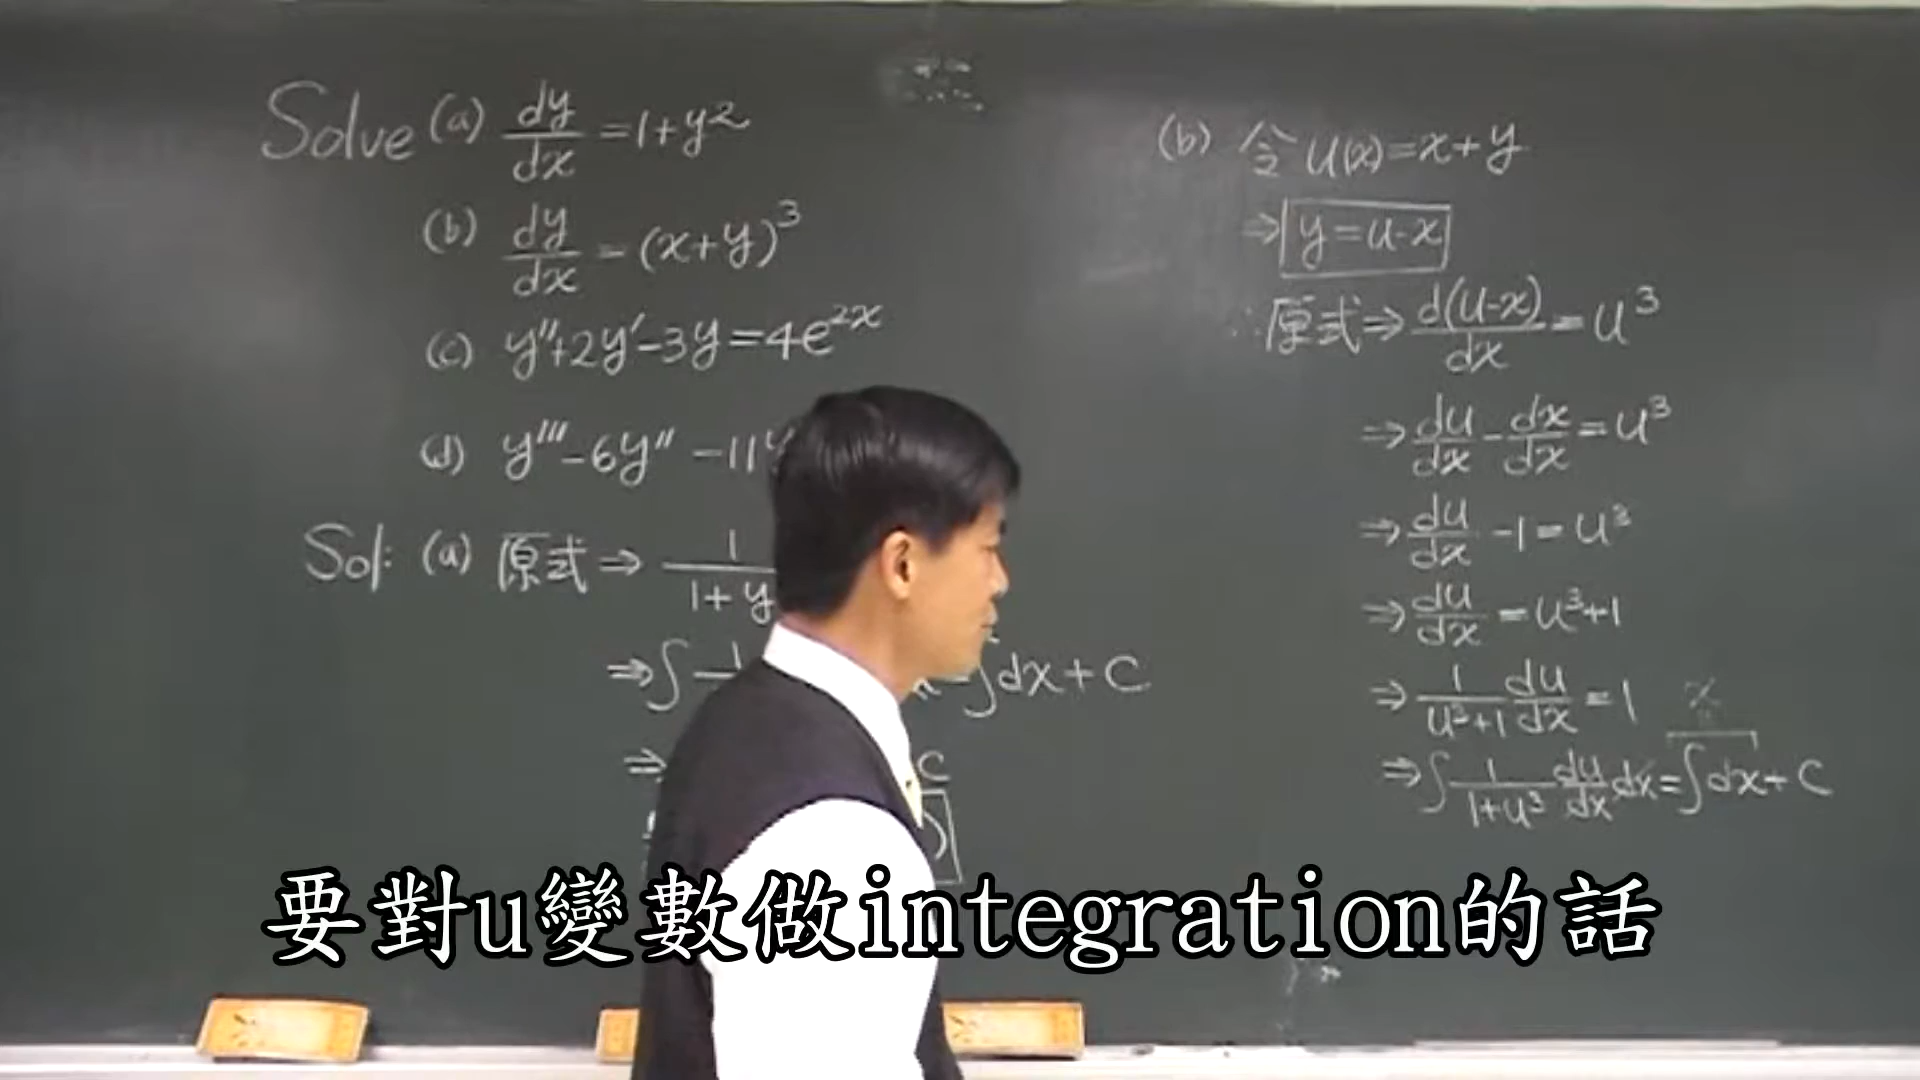 Solve (a) dy/dx = 1+y²
(b) dy/dx = (x+y)³
(c) y''+2y'-3y=4e^{2x}
(d) y'''-6y''-11y
Sol: (a) 原式⇒ 1/(1+y
⇒∫ 1 ∫dx+C
⇒ C
(b) 令 u(x)=x+y
⇒ y=u-x
∴原式⇒ d(u-x)/dx = u³
⇒ du/dx - dx/dx = u³
⇒ du/dx -1 = u³
⇒ du/dx = u³+1
⇒ 1/(u³+1) du/dx = 1
x
⇒∫ 1/(1+u³) du/dx dx = ∫dx + C
要對u變數做integration的話